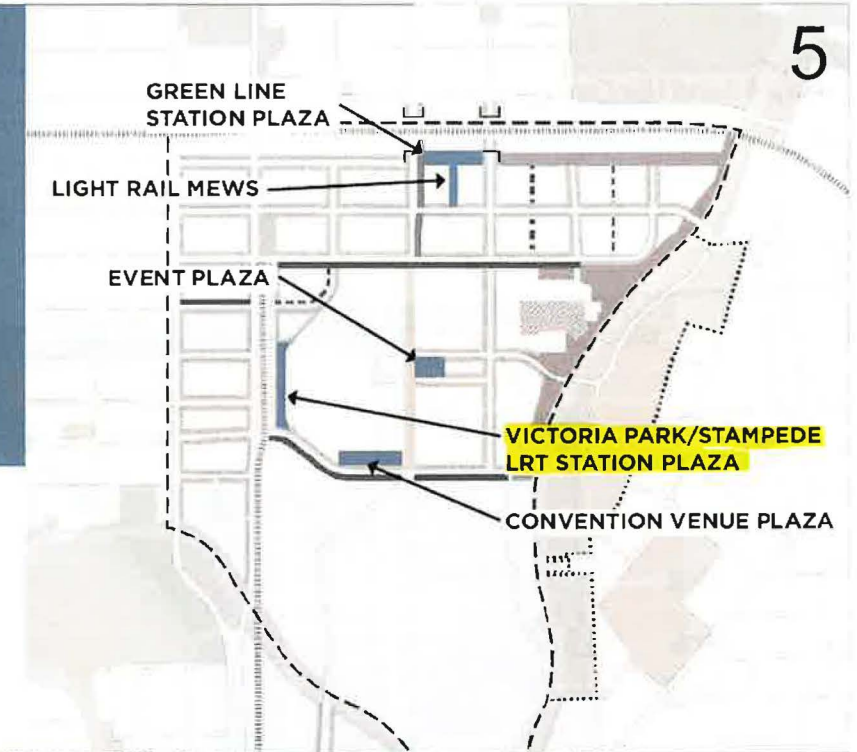 5
GREEN LINE
STATION PLAZA
LIGHT RAIL MEWS
EVENT PLAZA
VICTORIA PARK/STAMPEDE
LRT STATION PLAZA
CONVENTION VENUE PLAZA